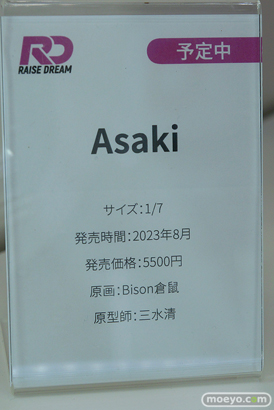 RD
RAISE DREAM
予定中
Asaki
サイズ：1/7
発売時間：2023年8月
発売価格：5500円
原画：Bison倉鼠
原型師：三水清
moeyo.com